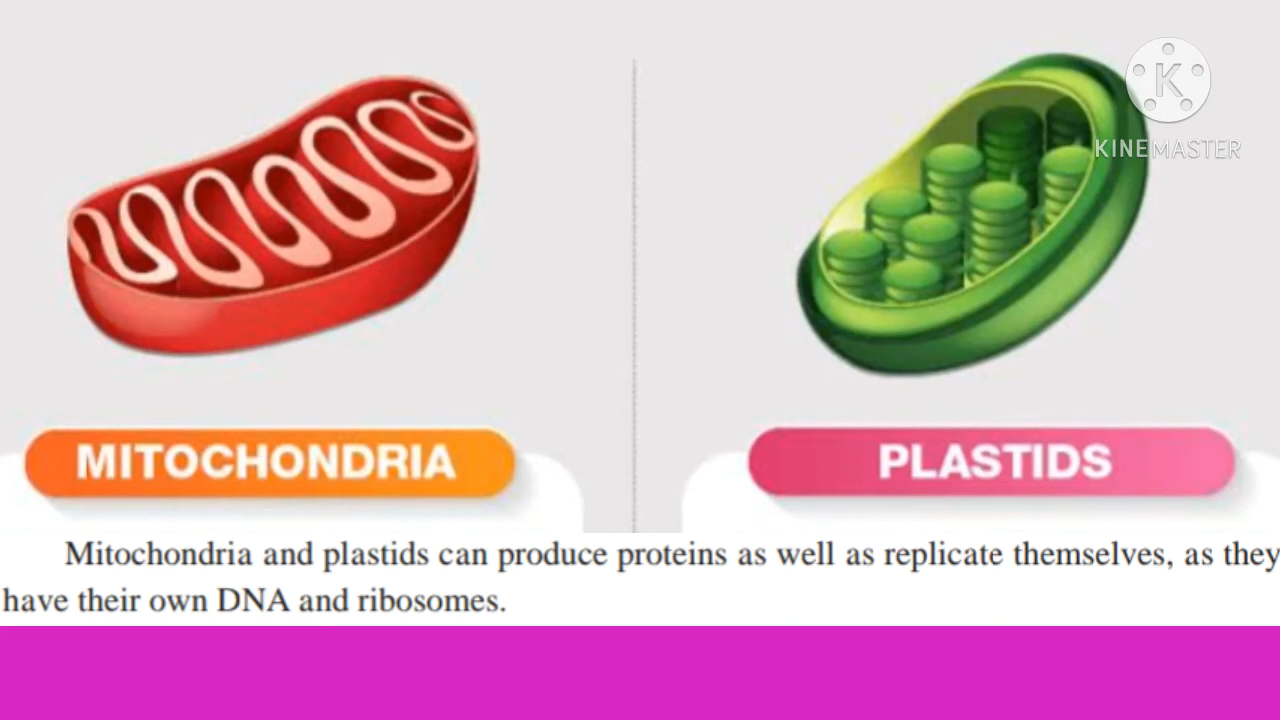 K
KINEMASTER
MITOCHONDRIA
PLASTIDS
Mitochondria and plastids can produce proteins as well as replicate themselves, as they
have their own DNA and ribosomes.